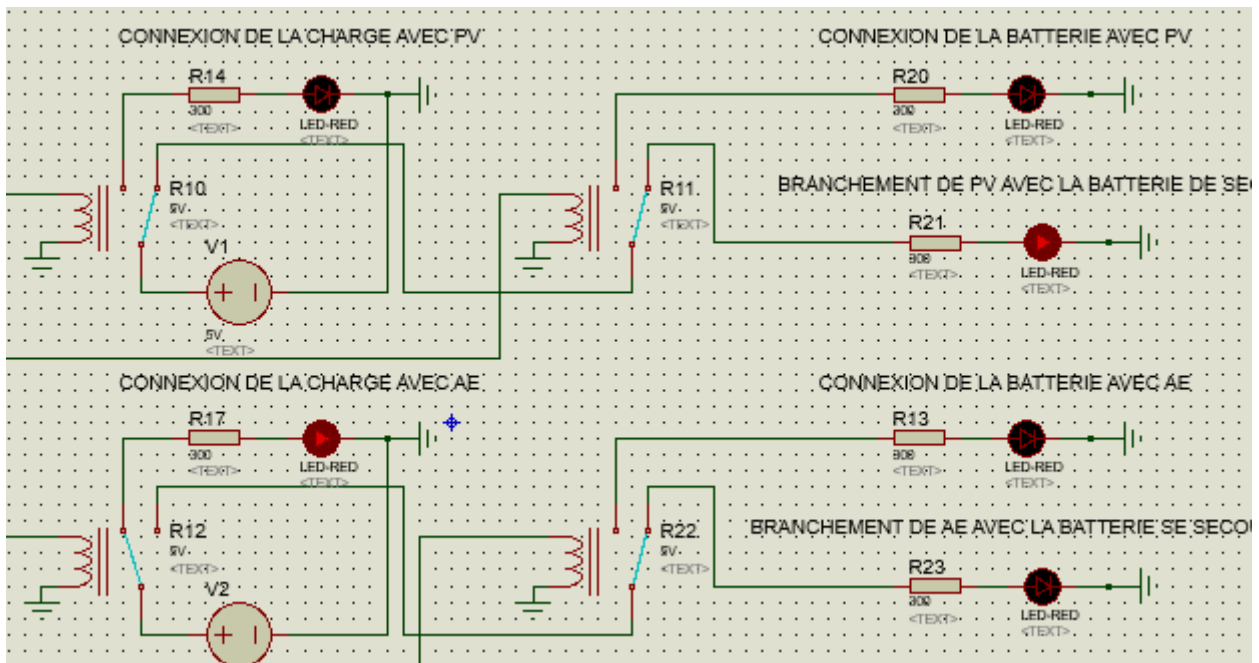 CONNEXION DE LA CHARGE AVEC PV
CONNEXION DE LA BATTERIE AVEC PV
R14
300
<TEXT>
LED-RED
<TEXT>
R20
300
<TEXT>
LED-RED
<TEXT>
R10
5V
<TEXT>
R11
5V
<TEXT>
BRANCHEMENT DE PV AVEC LA BATTERIE DE
R21
300
<TEXT>
LED-RED
<TEXT>
V1
5V
<TEXT>
CONNEXION DE LA CHARGE AVEC AE
CONNEXION DE LA BATTERIE AVEC AE
R17
300
<TEXT>
LED-RED
<TEXT>
R13
300
<TEXT>
LED-RED
<TEXT>
R12
5V
<TEXT>
R22
5V
<TEXT>
BRANCHEMENT DE AE AVEC LA BATTERIE SE
R23
300
<TEXT>
LED-RED
<TEXT>
V2